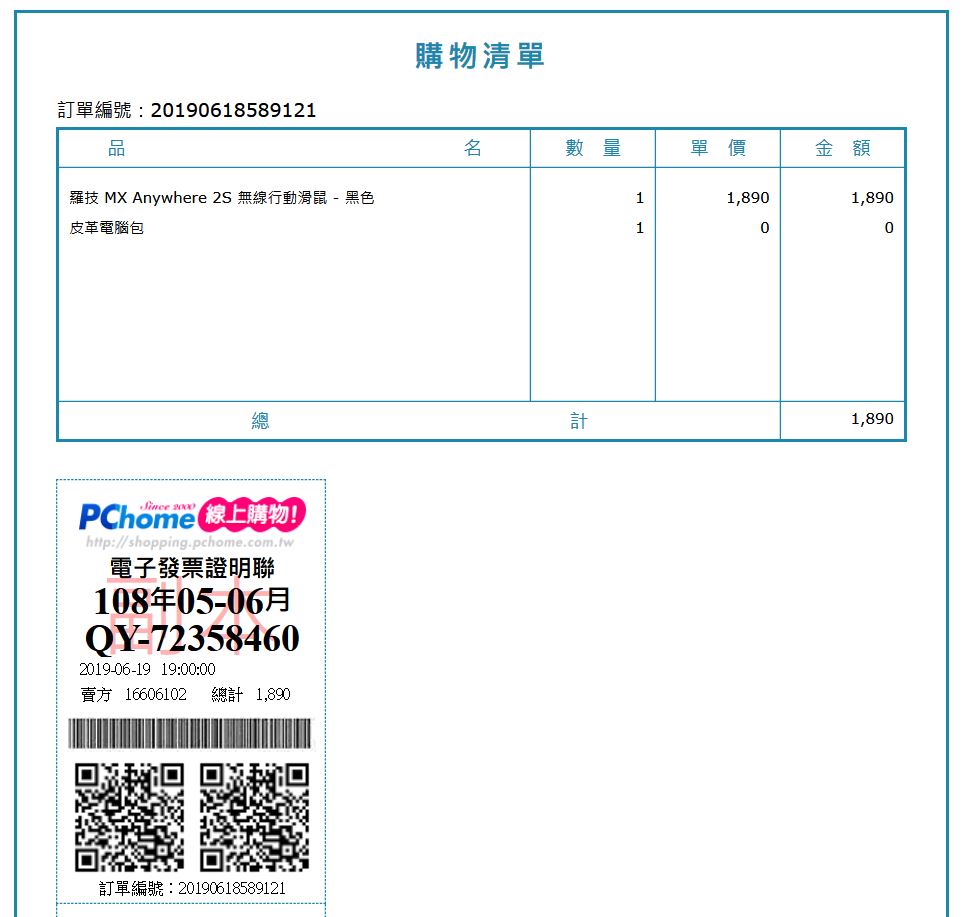 購物清單
訂單編號：20190618589121
品 名 數 量 單 價 金 額
羅技 MX Anywhere 2S 無線行動滑鼠 - 黑色 1 1,890 1,890
皮革電腦包 1 0 0
總 計 1,890
Since 2000
PChome 線上購物!
http://shopping.pchome.com.tw
電子發票證明聯
副本
108年05-06月
QY-72358460
2019-06-19 19:00:00
賣方 16606102 總計 1,890
訂單編號：20190618589121